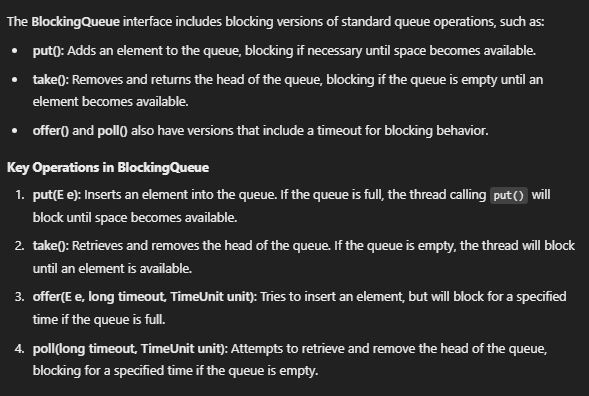 The BlockingQueue interface includes blocking versions of standard queue operations, such as:
• put(): Adds an element to the queue, blocking if necessary until space becomes available.
• take(): Removes and returns the head of the queue, blocking if the queue is empty until an
element becomes available.
• offer() and poll() also have versions that include a timeout for blocking behavior.
Key Operations in BlockingQueue
1. put(E e): Inserts an element into the queue. If the queue is full, the thread calling put() will
block until space becomes available.
2. take(): Retrieves and removes the head of the queue. If the queue is empty, the thread will block
until an element is available.
3. offer(E e, long timeout, TimeUnit unit): Tries to insert an element, but will block for a specified
time if the queue is full.
4. poll(long timeout, TimeUnit unit): Attempts to retrieve and remove the head of the queue,
blocking for a specified time if the queue is empty.